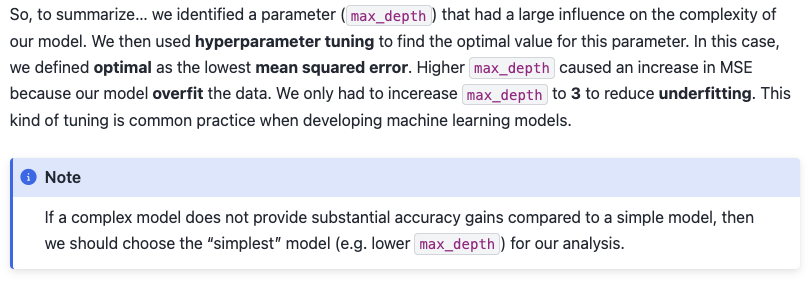 So, to summarize... we identified a parameter (max_depth) that had a large influence on the complexity of
our model. We then used hyperparameter tuning to find the optimal value for this parameter. In this case,
we defined optimal as the lowest mean squared error. Higher max_depth caused an increase in MSE
because our model overfit the data. We only had to incerease max_depth to 3 to reduce underfitting. This
kind of tuning is common practice when developing machine learning models.
Note
If a complex model does not provide substantial accuracy gains compared to a simple model, then
we should choose the “simplest” model (e.g. lower max_depth) for our analysis.